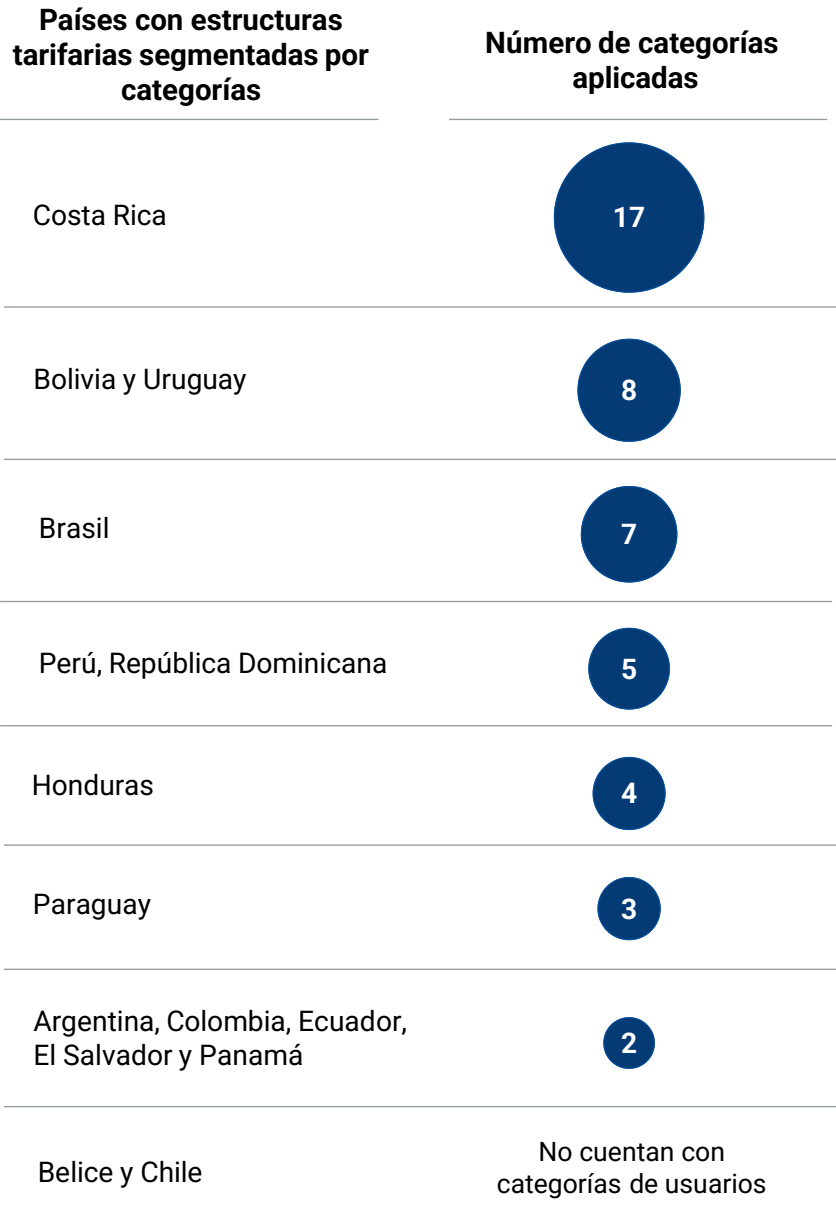 Países con estructuras
tarifarias segmentadas por
categorías
Número de categorías
aplicadas
Costa Rica
17
Bolivia y Uruguay
8
Brasil
7
Perú, República Dominicana
5
Honduras
4
Paraguay
3
Argentina, Colombia, Ecuador,
El Salvador y Panamá
2
Belice y Chile
No cuentan con
categorías de usuarios